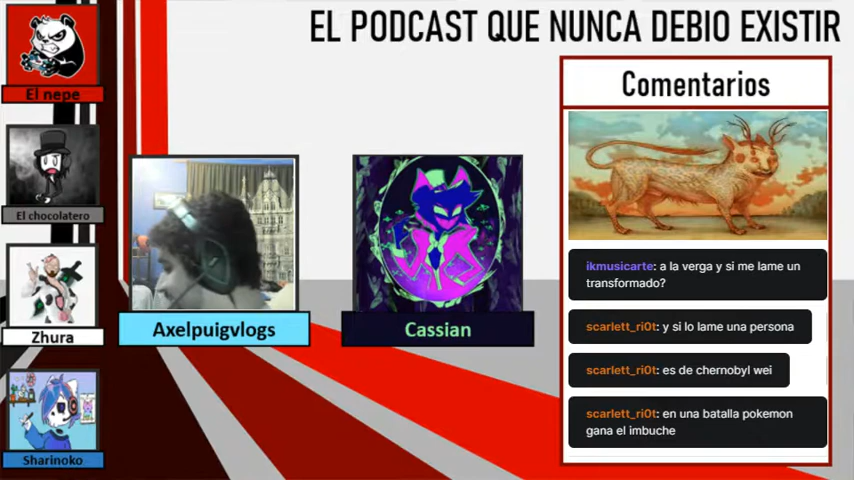 EL PODCAST QUE NUNCA DEBIO EXISTIR
El nepe
El chocolatero
Zhura
Sharinoko
Axelpuigvlogs
Cassian
Comentarios
ikmusicarte: a la verga y si me lame un
transformado?
scarlett_ri0t: y si lo lame una persona
scarlett_ri0t: es de chernobyl wei
scarlett_ri0t: en una batalla pokemon
gana el imbuche